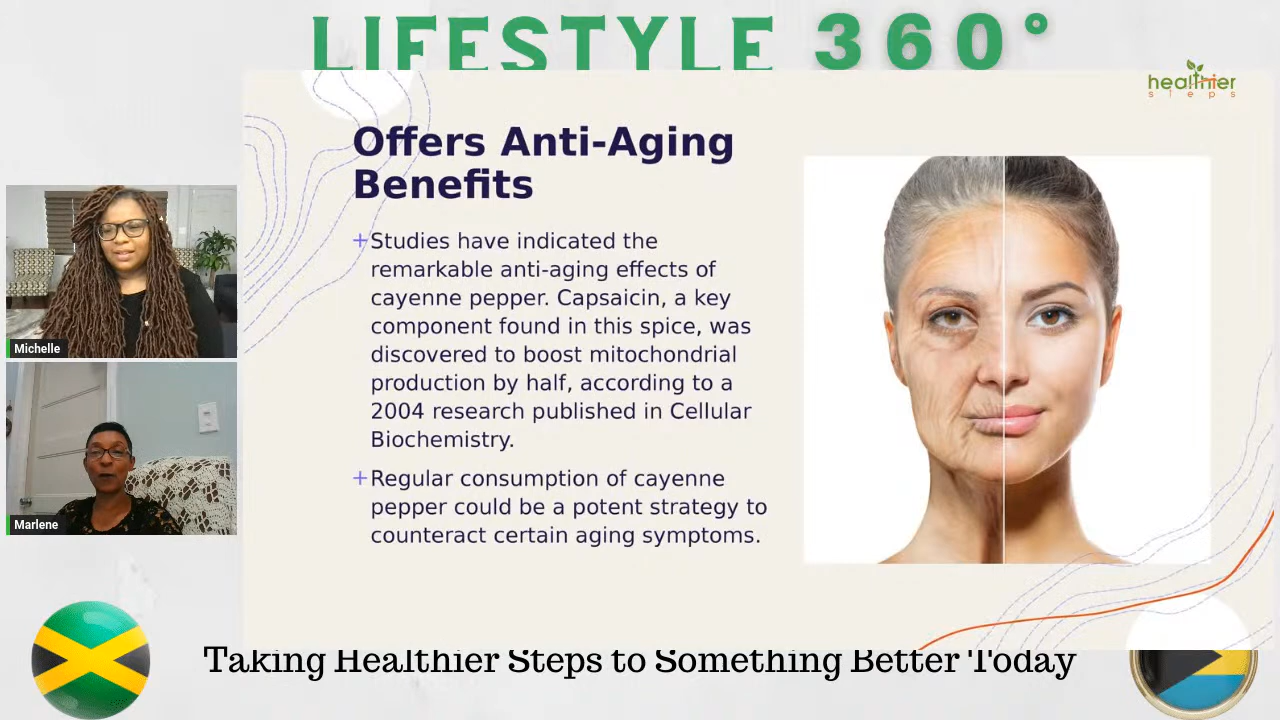 LIFESTYLE 360°
healthier
steps
Offers Anti-Aging
Benefits
+Studies have indicated the
remarkable anti-aging effects of
cayenne pepper. Capsaicin, a key
component found in this spice, was
discovered to boost mitochondrial
production by half, according to a
2004 research published in Cellular
Biochemistry.
+Regular consumption of cayenne
pepper could be a potent strategy to
counteract certain aging symptoms.
Michelle
Marlene
Taking Healthier Steps to Something Better Today